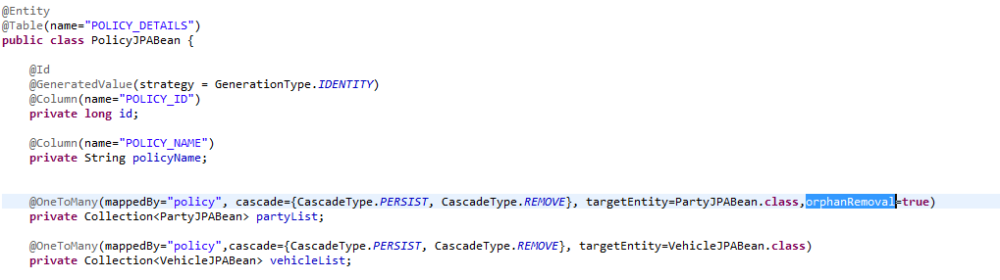 @Entity
@Table(name="POLICY_DETAILS")
public class PolicyJPABean {
@Id
@GeneratedValue(strategy = GenerationType.IDENTITY)
@Column(name="POLICY_ID")
private long id;
@Column(name="POLICY_NAME")
private String policyName;
@OneToMany(mappedBy="policy", cascade={CascadeType.PERSIST, CascadeType.REMOVE}, targetEntity=PartyJPABean.class,orphanRemoval=true)
private Collection<PartyJPABean> partyList;
@OneToMany(mappedBy="policy",cascade={CascadeType.PERSIST, CascadeType.REMOVE}, targetEntity=VehicleJPABean.class)
private Collection<VehicleJPABean> vehicleList;